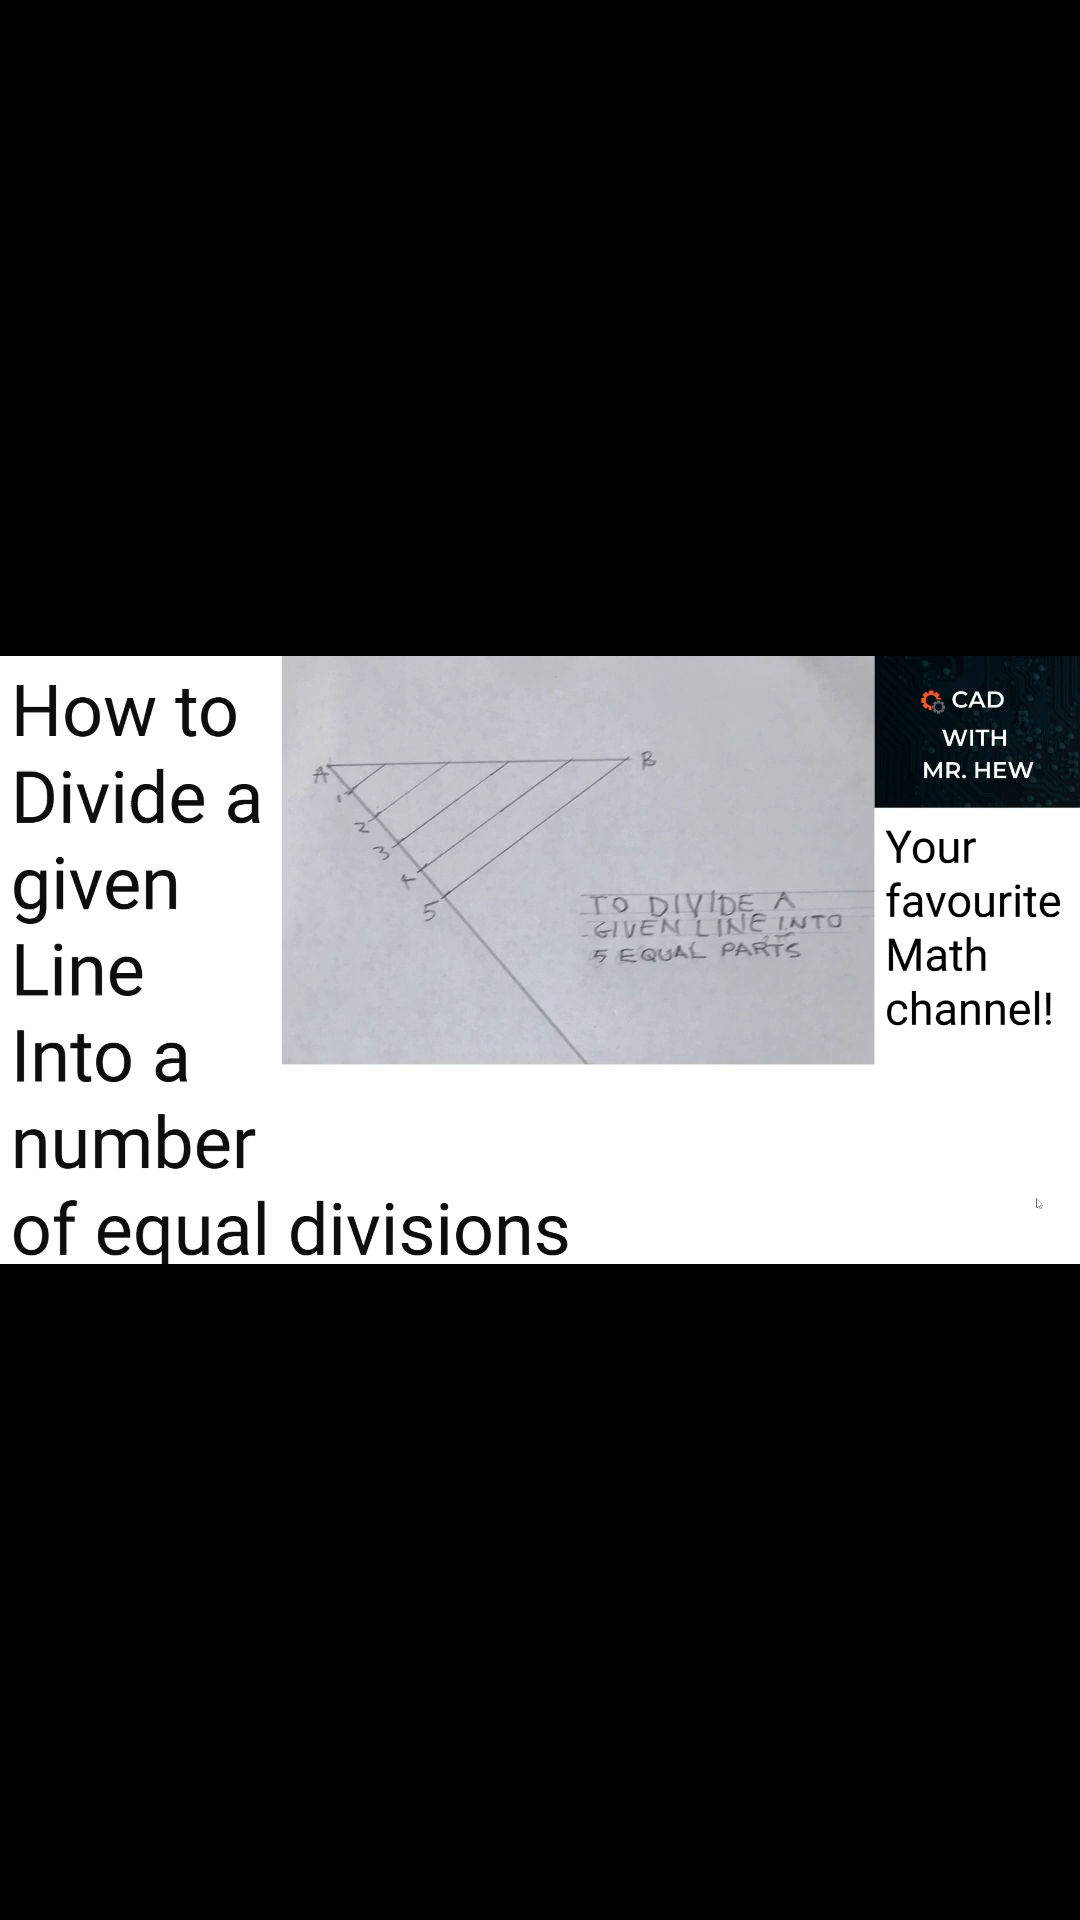 How to
Divide a
given
Line
Into a
number
of equal divisions
A
B
1
2
3
4
5
TO DIVIDE A
GIVEN LINE INTO
5 EQUAL PARTS
CAD
WITH
MR. HEW
Your
favourite
Math
channel!